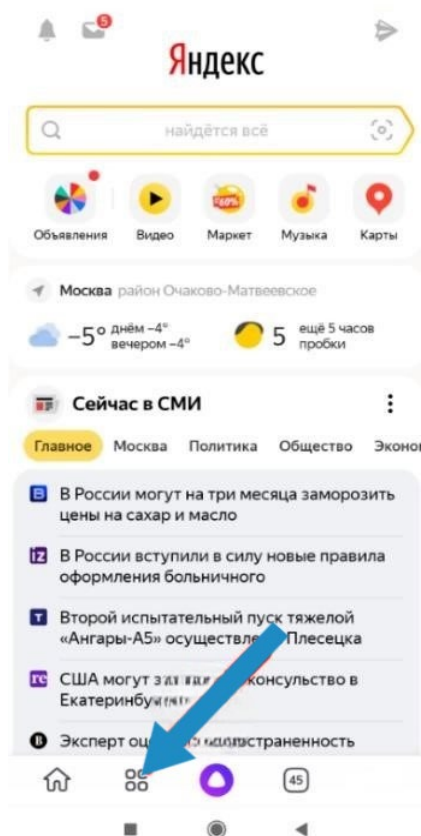 5
Яндекс
найдётся всё
-60%
Объявления Видео Маркет Музыка Карты
Москва район Очаково-Матвеевское
−5° днём −4° 5 ещё 5 часов
вечером −4° пробки
Сейчас в СМИ
Главное Москва Политика Общество Эконо
В России могут на три месяца заморозить
цены на сахар и масло
В России вступили в силу новые правила
оформления больничного
Второй испытательный пуск тяжелой
«Ангары-А5» осуществлен Плесецка
США могут консульство в
Эксперт
45